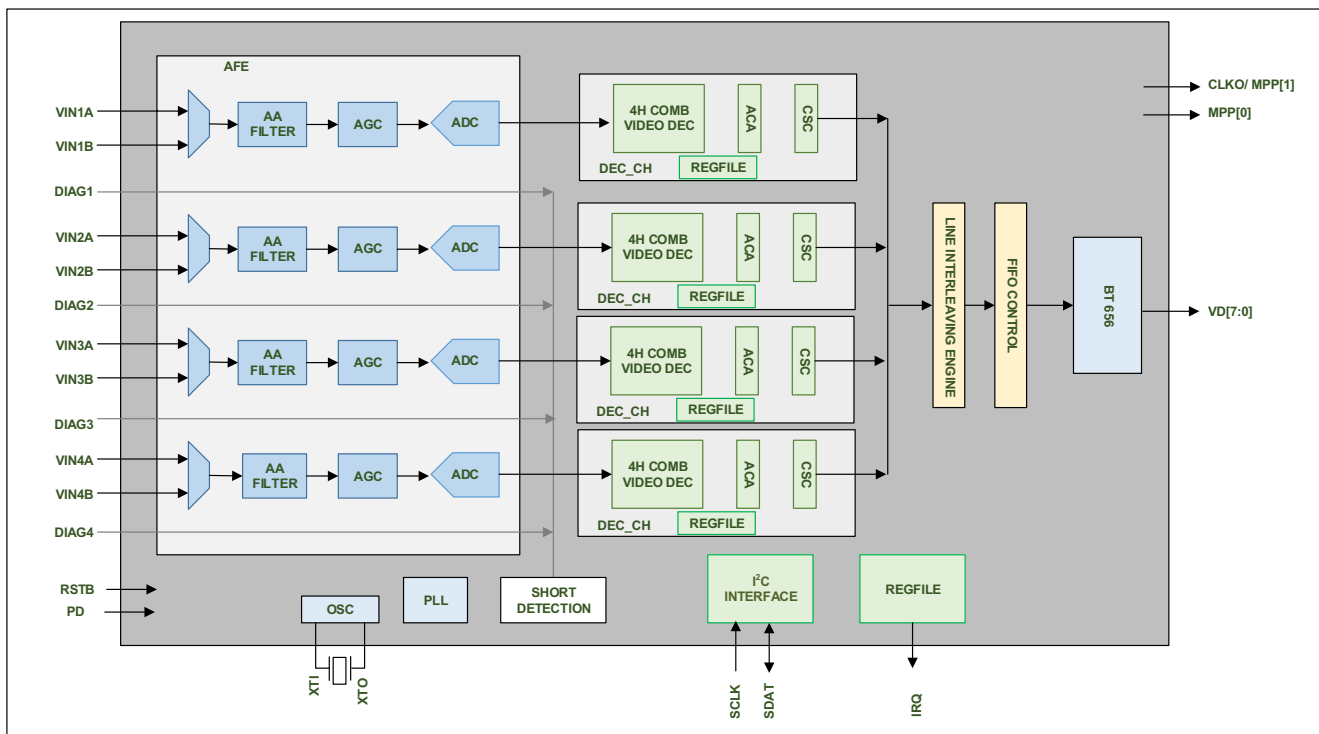 AFE
VIN1A
VIN1B
AA
FILTER
AGC
ADC
4H COMB
VIDEO DEC
ACA
CSC
DEC_CH
REGFILE
CLKO/ MPP[1]
MPP[0]
DIAG1
VIN2A
VIN2B
AA
FILTER
AGC
ADC
4H COMB
VIDEO DEC
ACA
CSC
DEC_CH
REGFILE
DIAG2
VIN3A
VIN3B
AA
FILTER
AGC
ADC
4H COMB
VIDEO DEC
ACA
CSC
DEC_CH
REGFILE
LINE INTERLEAVING ENGINE
FIFO CONTROL
BT 656
VD[7:0]
DIAG3
VIN4A
VIN4B
AA
FILTER
AGC
ADC
4H COMB
VIDEO DEC
ACA
CSC
DEC_CH
REGFILE
DIAG4
RSTB
PD
OSC
PLL
SHORT
DETECTION
I²C
INTERFACE
REGFILE
XTI
XTO
SCLK
SDAT
IRQ